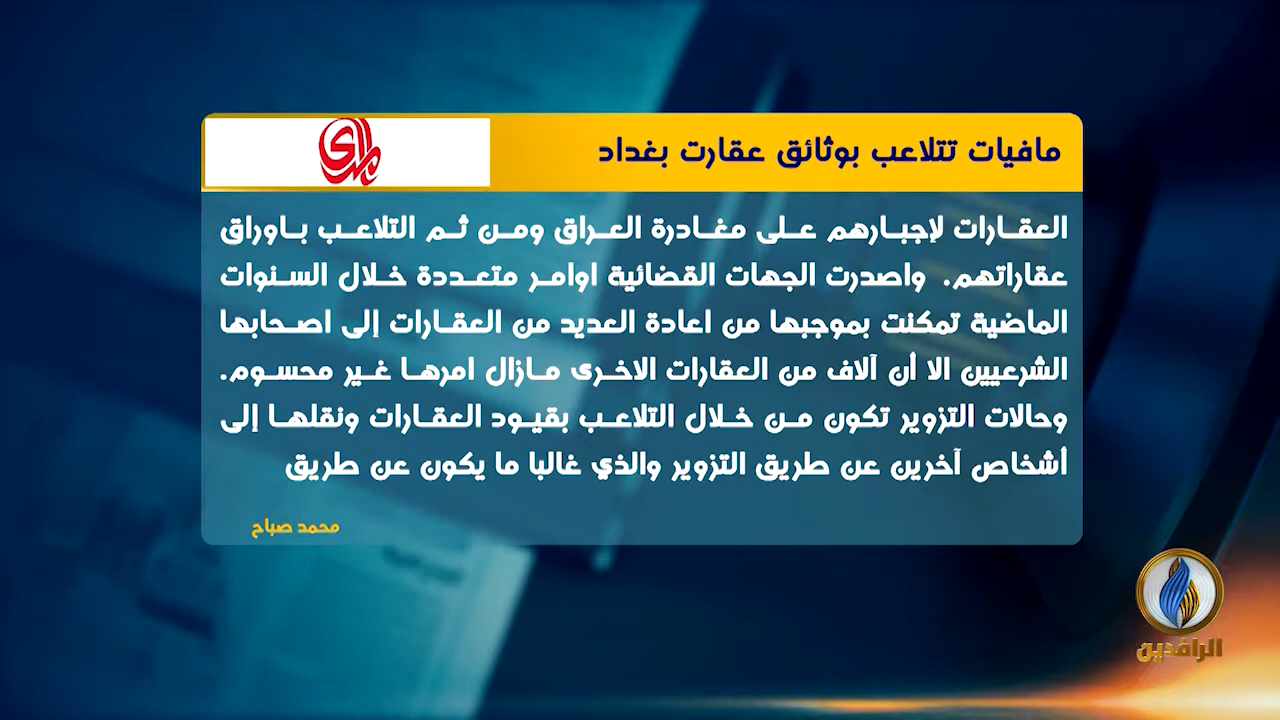 مافيات تتلاعب بوثائق عقارت بغداد
المدى
العقارات لإجبارهم على مغادرة العراق ومن ثم التلاعب باوراق
عقاراتهم. واصدرت الجهات القضائية اوامر متعددة خلال السنوات
الماضية تمكنت بموجبها من اعادة العديد من العقارات إلى اصحابها
الشرعيين الا أن آلاف من العقارات الاخرى مازال امرها غير محسوم.
وحالات التزوير تكون من خلال التلاعب بقيود العقارات ونقلها إلى
أشخاص آخرين عن طريق التزوير والذي غالبا ما يكون عن طريق
محمد صباح
الرافدين